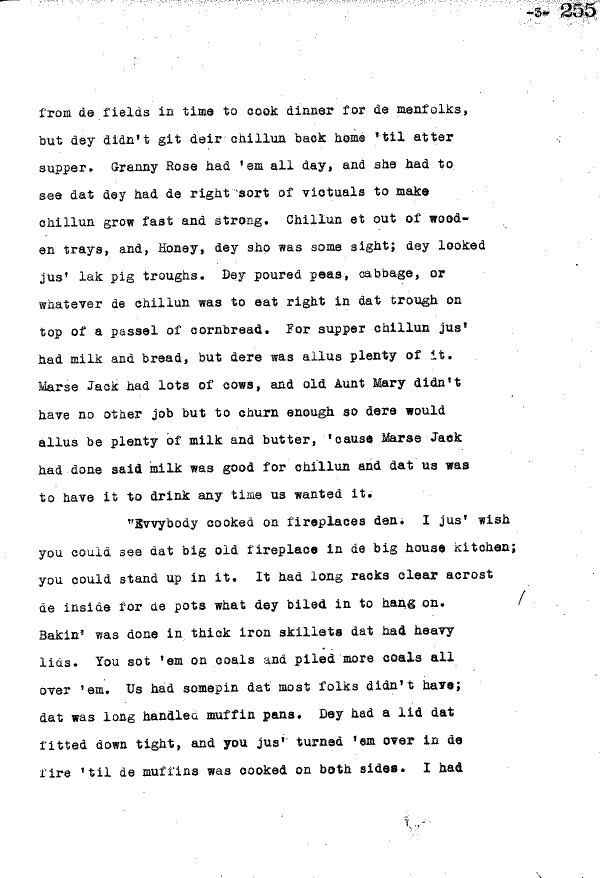 -3- 255
from de fields in time to cook dinner for de menfolks,
but dey didn't git deir chillun back home 'til atter
supper. Granny Rose had 'em all day, and she had to
see dat dey had de right sort of victuals to make
chillun grow fast and strong. Chillun et out of wood-
en trays, and, Honey, dey sho was some sight; dey looked
jus' lak pig troughs. Dey poured peas, cabbage, or
whatever de chillun was to eat right in dat trough on
top of a passel of cornbread. For supper chillun jus'
had milk and bread, but dere was allus plenty of it.
Marse Jack had lots of cows, and old Aunt Mary didn't
have no other job but to churn enough so dere would
allus be plenty of milk and butter, 'cause Marse Jack
had done said milk was good for chillun and dat us was
to have it to drink any time us wanted it.
"Evvybody cooked on fireplaces den. I jus' wish
you could see dat big old fireplace in de big house kitchen;
you could stand up in it. It had long racks clear acrost
de inside for de pots what dey biled in to hang on. /
Bakin' was done in thick iron skillets dat had heavy
lids. You sot 'em on coals and piled more coals all
over 'em. Us had somepin dat most folks didn't have;
dat was long handled muffin pans. Dey had a lid dat
fitted down tight, and you jus' turned 'em over in de
fire 'til de muffins was cooked on both sides. I had